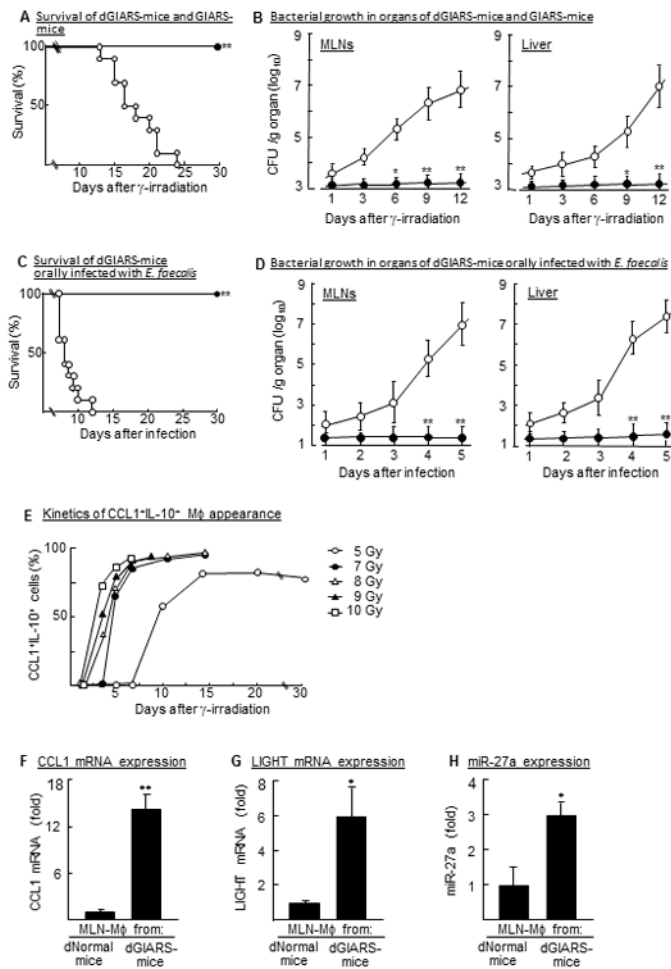 A Survival of dGIARS-mice and GIARS-
mice
Survival (%)
50
15 20 25 30
Days after γ-irradiation
**
B Bacterial growth in organs of dGIARS-mice and GIARS-mice
MLNs
CFU /g organ (log₁₀)
9
7
5
3
1 3 6 9 12
* ** **
Days after γ-irradiation
Liver
9
7
5
3
1 3 6 9 12
* **
Days after γ-irradiation
C Survival of dGIARS-mice
orally infected with E. faecalis
Survival (%)
50
10 15 20 25 30
Days after infection
**
D Bacterial growth in organs of dGIARS-mice orally infected with E. faecalis
MLNs
CFU /g organ (log₁₀)
9
7
5
3
1
1 2 3 4 5
** **
Days after infection
Liver
9
7
5
3
1
1 2 3 4 5
** **
Days after infection
E Kinetics of CCL1⁺IL-10⁺ Mϕ appearance
CCL1⁺IL-10⁺ cells (%)
100
50
5 10 15 20 30
Days after γ-irradiation
5 Gy
7 Gy
8 Gy
9 Gy
10 Gy
F CCL1 mRNA expression
CCL1 mRNA (fold)
18
12
6
**
MLN-Mϕ from:
dNormal dGIARS-
mice mice
G LIGHT mRNA expression
LIGHT mRNA (fold)
8
6
4
2
*
MLN-Mϕ from:
dNormal dGIARS-
mice mice
H miR-27a expression
miR-27a (fold)
4
3
2
1
*
MLN-Mϕ from:
dNormal dGIARS-
mice mice